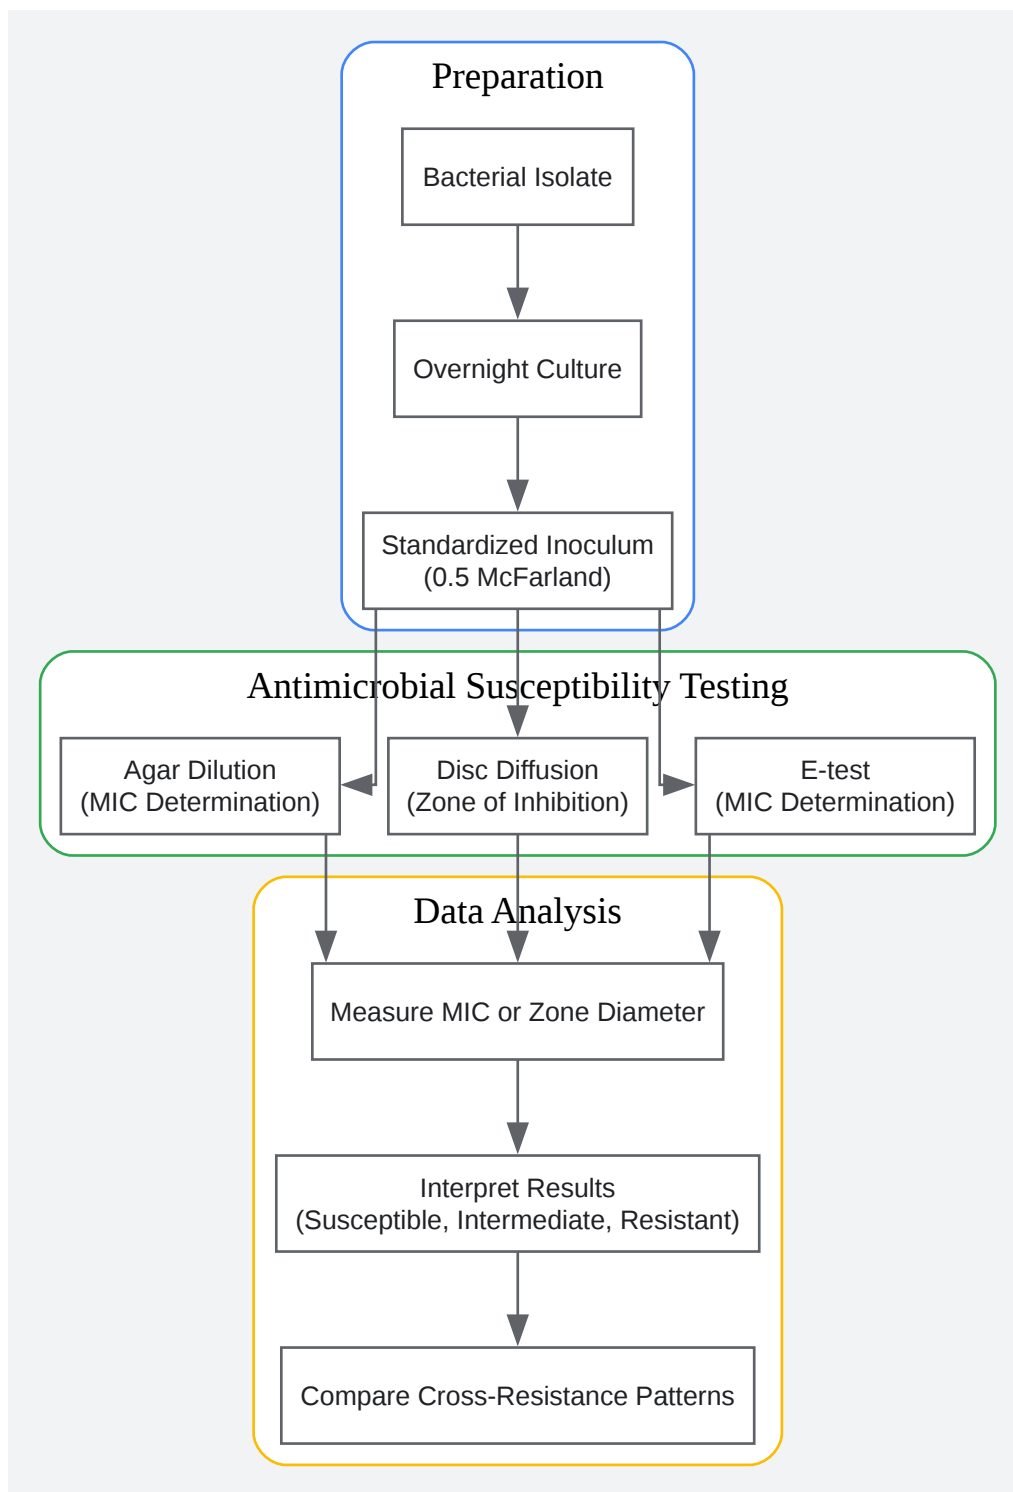 Preparation
Bacterial Isolate
Overnight Culture
Standardized Inoculum
(0.5 McFarland)
Antimicrobial Susceptibility Testing
Agar Dilution
(MIC Determination)
Disc Diffusion
(Zone of Inhibition)
E-test
(MIC Determination)
Data Analysis
Measure MIC or Zone Diameter
Interpret Results
(Susceptible, Intermediate, Resistant)
Compare Cross-Resistance Patterns